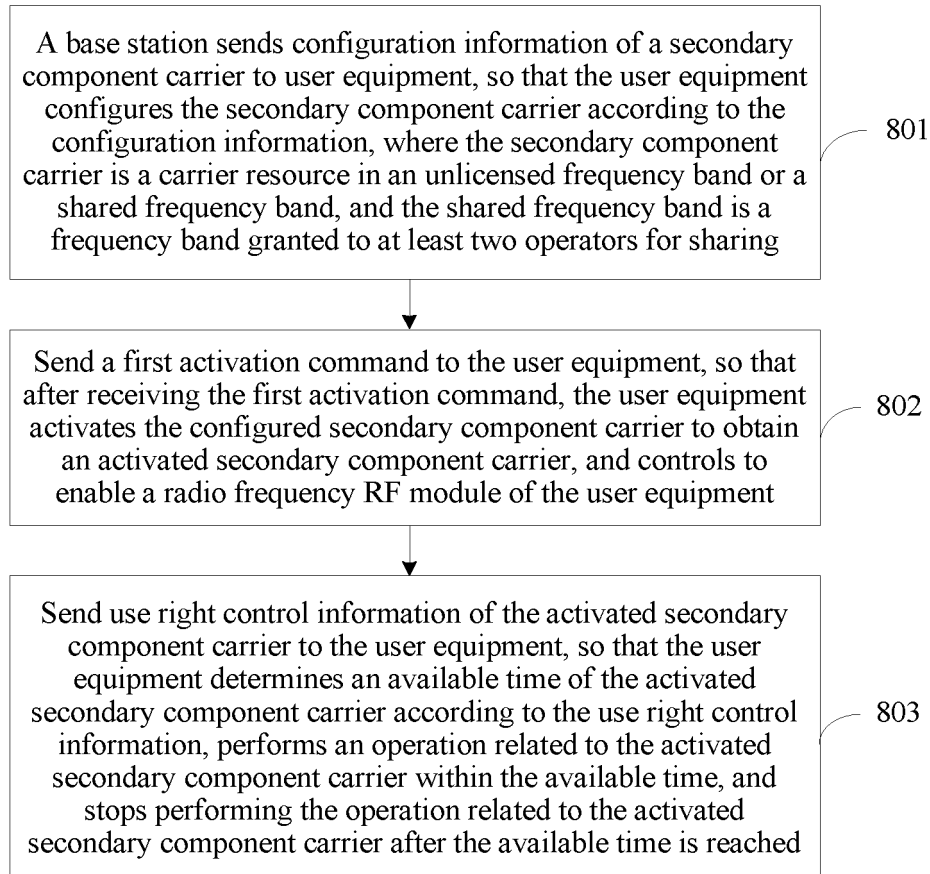 A base station sends configuration information of a secondary
component carrier to user equipment, so that the user equipment
configures the secondary component carrier according to the
configuration information, where the secondary component
carrier is a carrier resource in an unlicensed frequency band or a
shared frequency band, and the shared frequency band is a
frequency band granted to at least two operators for sharing
801
Send a first activation command to the user equipment, so that
after receiving the first activation command, the user equipment
activates the configured secondary component carrier to obtain
an activated secondary component carrier, and controls to
enable a radio frequency RF module of the user equipment
802
Send use right control information of the activated secondary
component carrier to the user equipment, so that the user
equipment determines an available time of the activated
secondary component carrier according to the use right control
information, performs an operation related to the activated
secondary component carrier within the available time, and
stops performing the operation related to the activated
secondary component carrier after the available time is reached
803